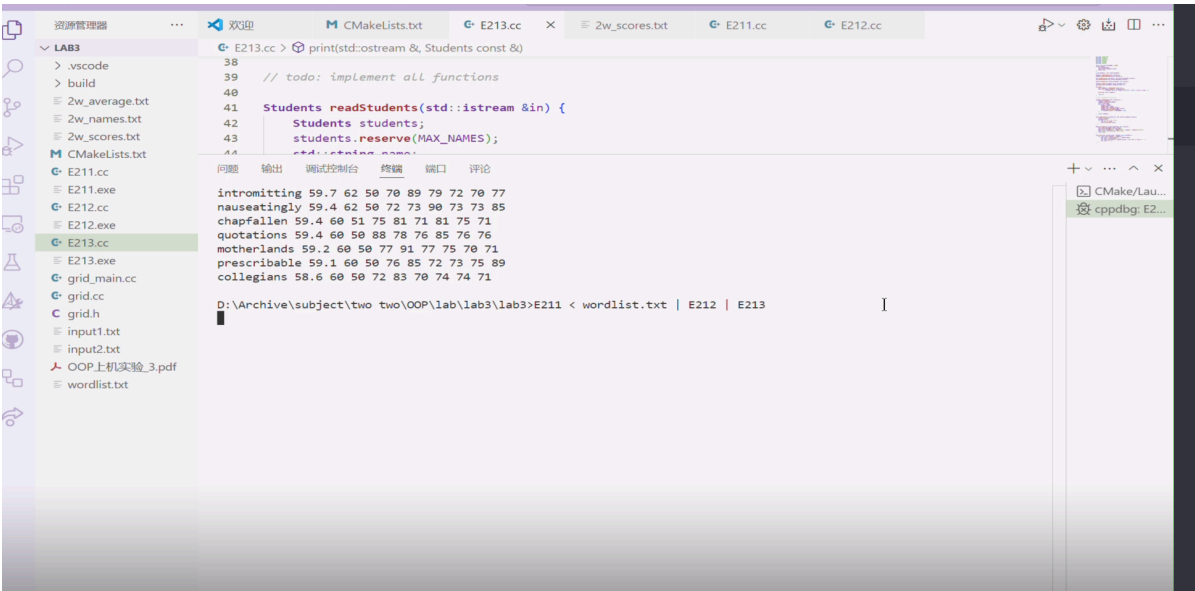 资源管理器
LAB3
.vscode
build
2w_average.txt
2w_names.txt
2w_scores.txt
CMakeLists.txt
E211.cc
E211.exe
E212.cc
E212.exe
E213.cc
E213.exe
grid_main.cc
grid.cc
grid.h
input1.txt
input2.txt
OOP上机实验_3.pdf
wordlist.txt
欢迎 CMakeLists.txt E213.cc 2w_scores.txt E211.cc E212.cc
E213.cc > print(std::ostream &, Students const &)
38
39 // todo: implement all functions
40
41 Students readStudents(std::istream &in) {
42 Students students;
43 students.reserve(MAX_NAMES);
44 std::string name;
问题 输出 调试控制台 终端 端口 评论
intromitting 59.7 62 50 70 89 79 72 70 77
nauseatingly 59.4 62 50 72 73 90 73 73 85
chapfallen 59.4 60 51 75 81 71 81 75 71
quotations 59.4 60 50 88 78 76 85 76 76
motherlands 59.2 60 50 77 91 77 75 70 71
prescribable 59.1 60 50 76 85 72 73 75 89
collegians 58.6 60 50 72 83 70 74 74 71
D:\Archive\subject\two two\OOP\lab\lab3\lab3>E211 < wordlist.txt | E212 | E213
CMake/Lau...
cppdbg: E2...